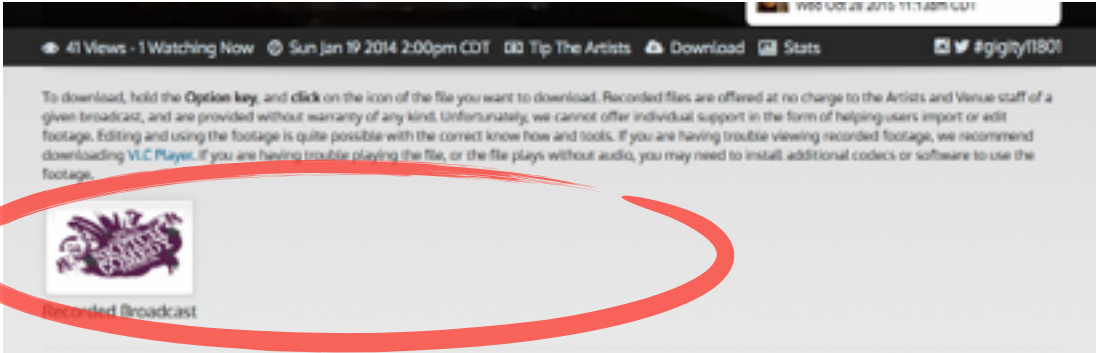 Wed Oct 28 2015 11:13am CDT
41 Views - 1 Watching Now Sun Jan 19 2014 2:00pm CDT Tip The Artists Download Stats #gigity11801
To download, hold the Option key, and click on the icon of the file you want to download. Recorded files are offered at no charge to the Artists and Venue staff of a
given broadcast, and are provided without warranty of any kind. Unfortunately, we cannot offer individual support in the form of helping users import or edit
footage. Editing and using the footage is quite possible with the correct know how and tools. If you are having trouble viewing recorded footage, we recommend
downloading VLC Player. If you are having trouble playing the file, or the file plays without audio, you may need to install additional codecs or software to use the
footage.
Recorded Broadcast